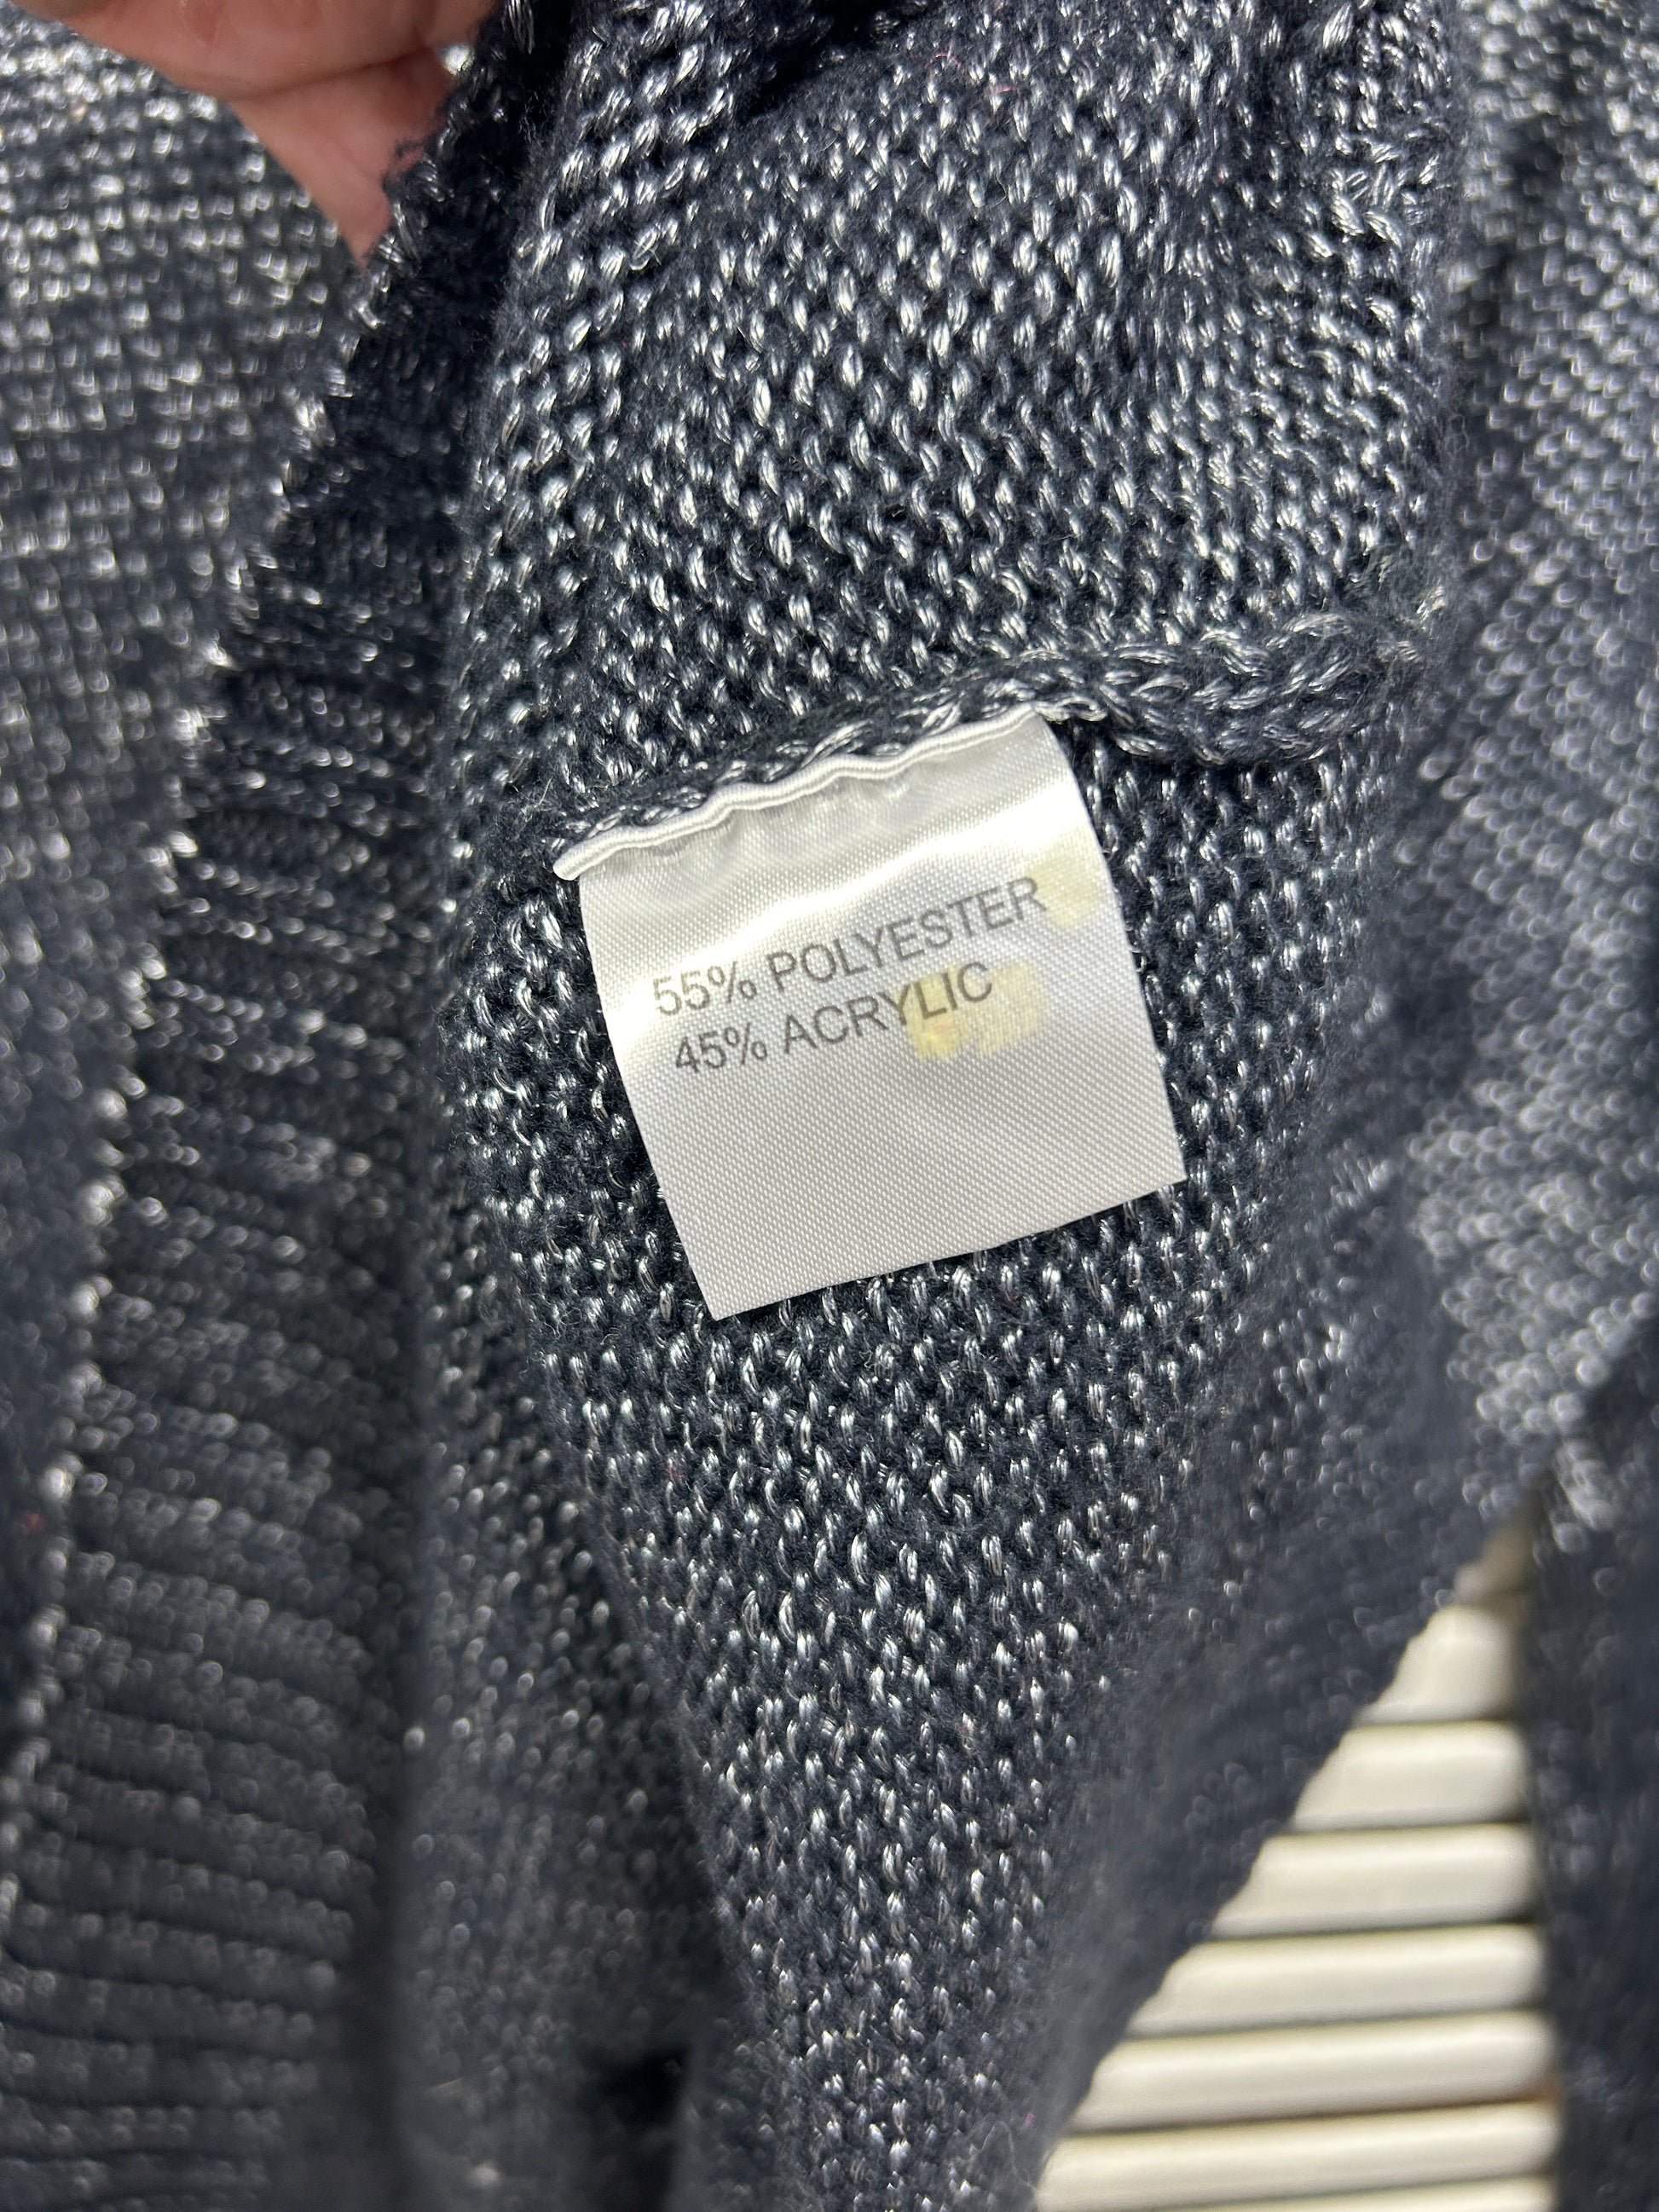 55% POLYESTER
45% ACRYLIC